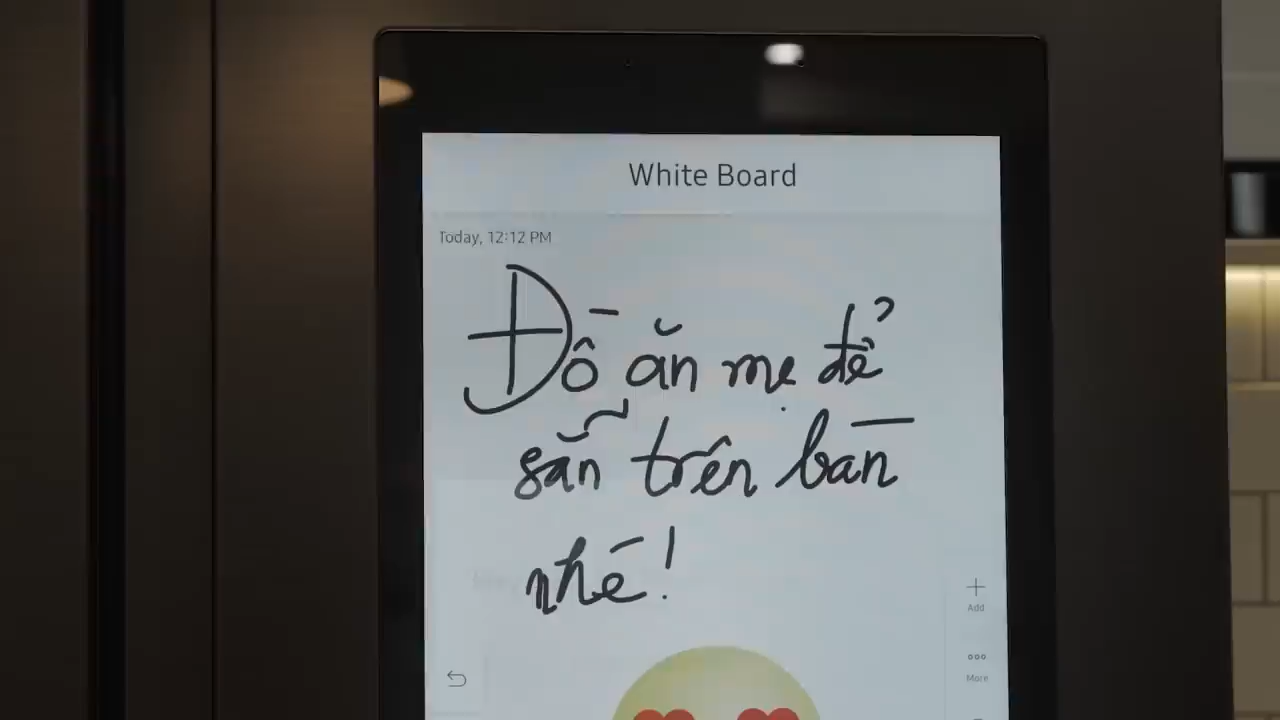 White Board
Today, 12:12 PM
Đồ ăn mẹ để
sẵn trên bàn
nhé!
Add
More